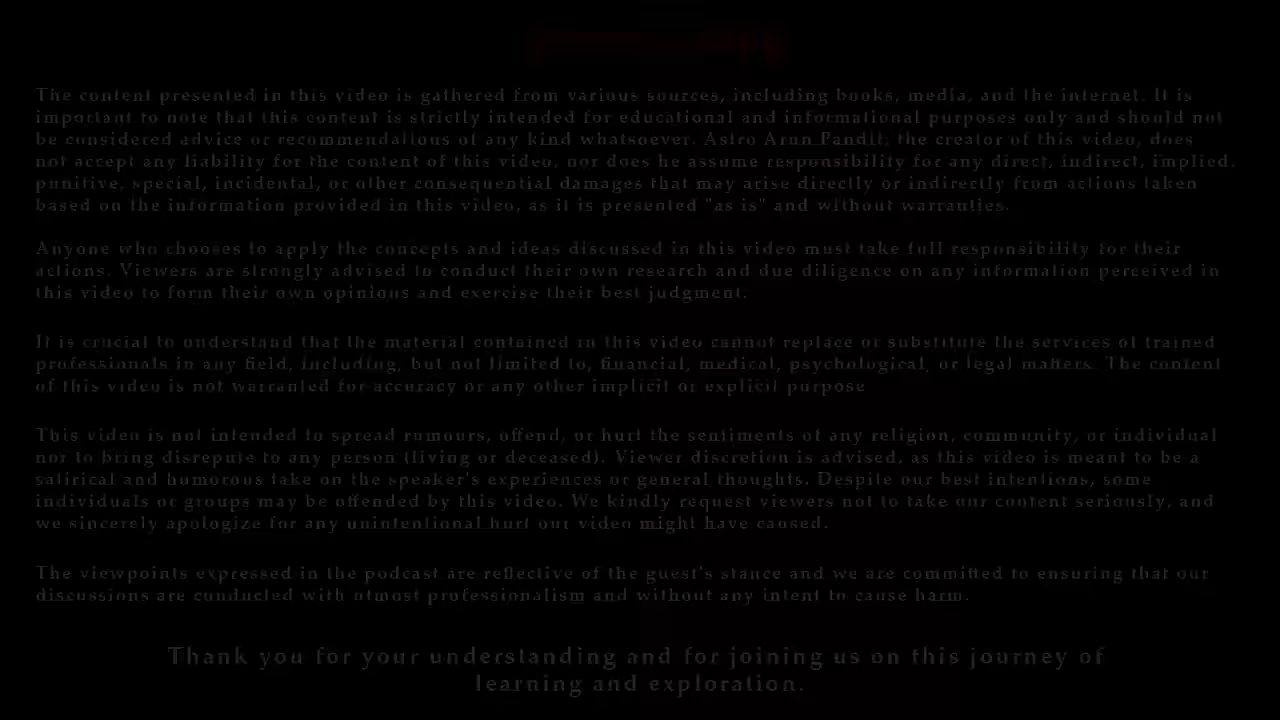 The content presented in this video is gathered from various sources, including books, media, and the internet. It is
important to note that this content is strictly intended for educational and informational purposes only and should not
be considered advice or recommendations of any kind whatsoever. Astro Arun Pandit, the creator of this video, does
not accept any liability for the content of this video, nor does he assume responsibility for any direct, indirect, implied,
punitive, special, incidental, or other consequential damages that may arise directly or indirectly from actions taken
based on the information provided in this video, as it is presented "as is" and without warranties.
Anyone who chooses to apply the concepts and ideas discussed in this video must take full responsibility for their
actions. Viewers are strongly advised to conduct their own research and due diligence on any information perceived in
this video to form their own opinions and exercise their best judgment.
It is crucial to understand that the material contained in this video cannot replace or substitute the services of trained
professionals in any field, including, but not limited to, financial, medical, psychological, or legal matters. The content
of this video is not warranted for accuracy or any other implicit or explicit purpose
This video is not intended to spread rumours, offend, or hurt the sentiments of any religion, community, or individual
nor to bring disrepute to any person (living or deceased). Viewer discretion is advised, as this video is meant to be a
satirical and humorous take on the speaker's experiences or general thoughts. Despite our best intentions, some
individuals or groups may be offended by this video. We kindly request viewers not to take our content seriously, and
we sincerely apologize for any unintentional hurt our video might have caused.
The viewpoints expressed in the podcast are reflective of the guest's stance and we are committed to ensuring that our
discussions are conducted with utmost professionalism and without any intent to cause harm.
Thank you for your understanding and for joining us on this journey of
learning and exploration.